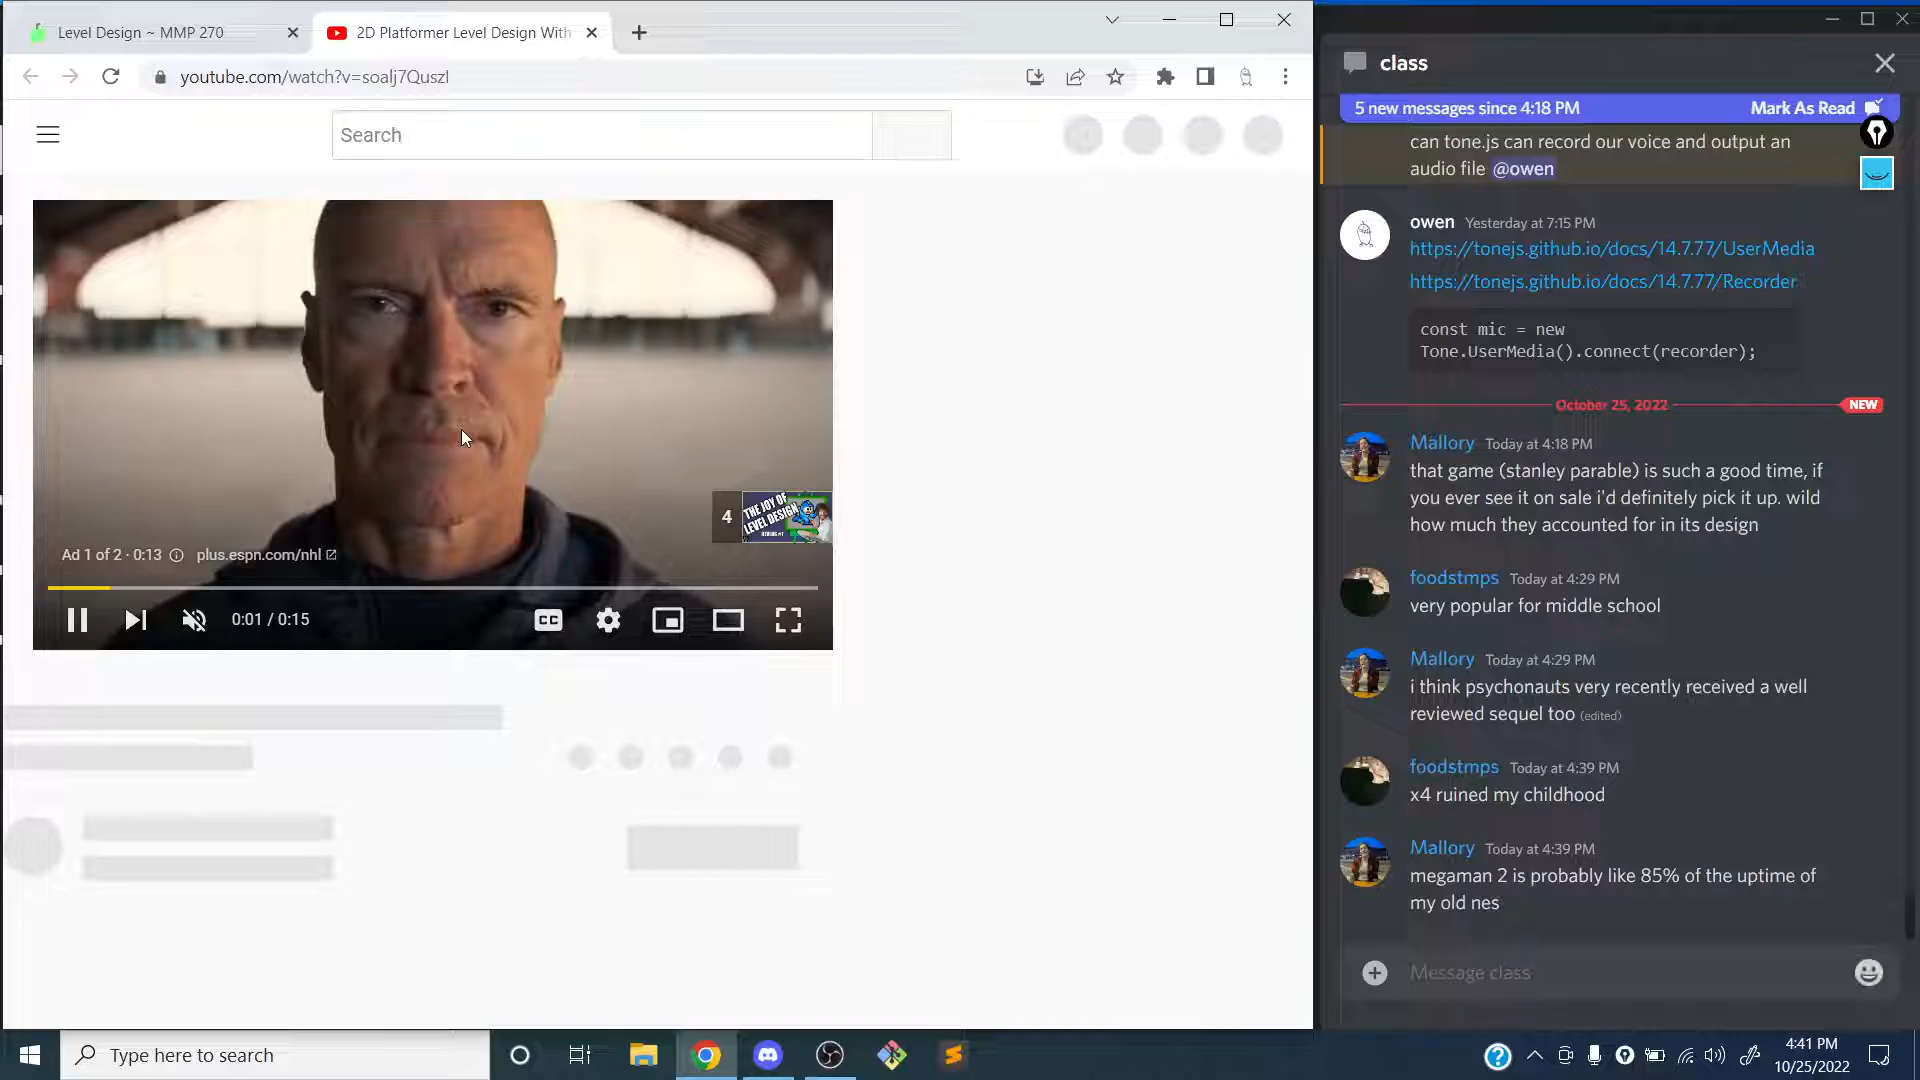 Level Design ~ MMP 270
2D Platformer Level Design With
youtube.com/watch?v=soalj7QuszI
Search
THE JOY OF
LEVEL DESIGN
4
Ad 1 of 2 · 0:13
plus.espn.com/nhl
0:01 / 0:15
CC
class
5 new messages since 4:18 PM
Mark As Read
can tone.js can record our voice and output an
audio file @owen
owen Yesterday at 7:15 PM
https://tonejs.github.io/docs/14.7.77/UserMedia
https://tonejs.github.io/docs/14.7.77/Recorder
const mic = new
Tone.UserMedia().connect(recorder);
October 25, 2022
NEW
Mallory Today at 4:18 PM
that game (stanley parable) is such a good time, if
you ever see it on sale i'd definitely pick it up. wild
how much they accounted for in its design
foodstmps Today at 4:29 PM
very popular for middle school
Mallory Today at 4:29 PM
i think psychonauts very recently received a well
reviewed sequel too (edited)
foodstmps Today at 4:39 PM
x4 ruined my childhood
Mallory Today at 4:39 PM
megaman 2 is probably like 85% of the uptime of
my old nes
Message class
Type here to search
4:41 PM
10/25/2022